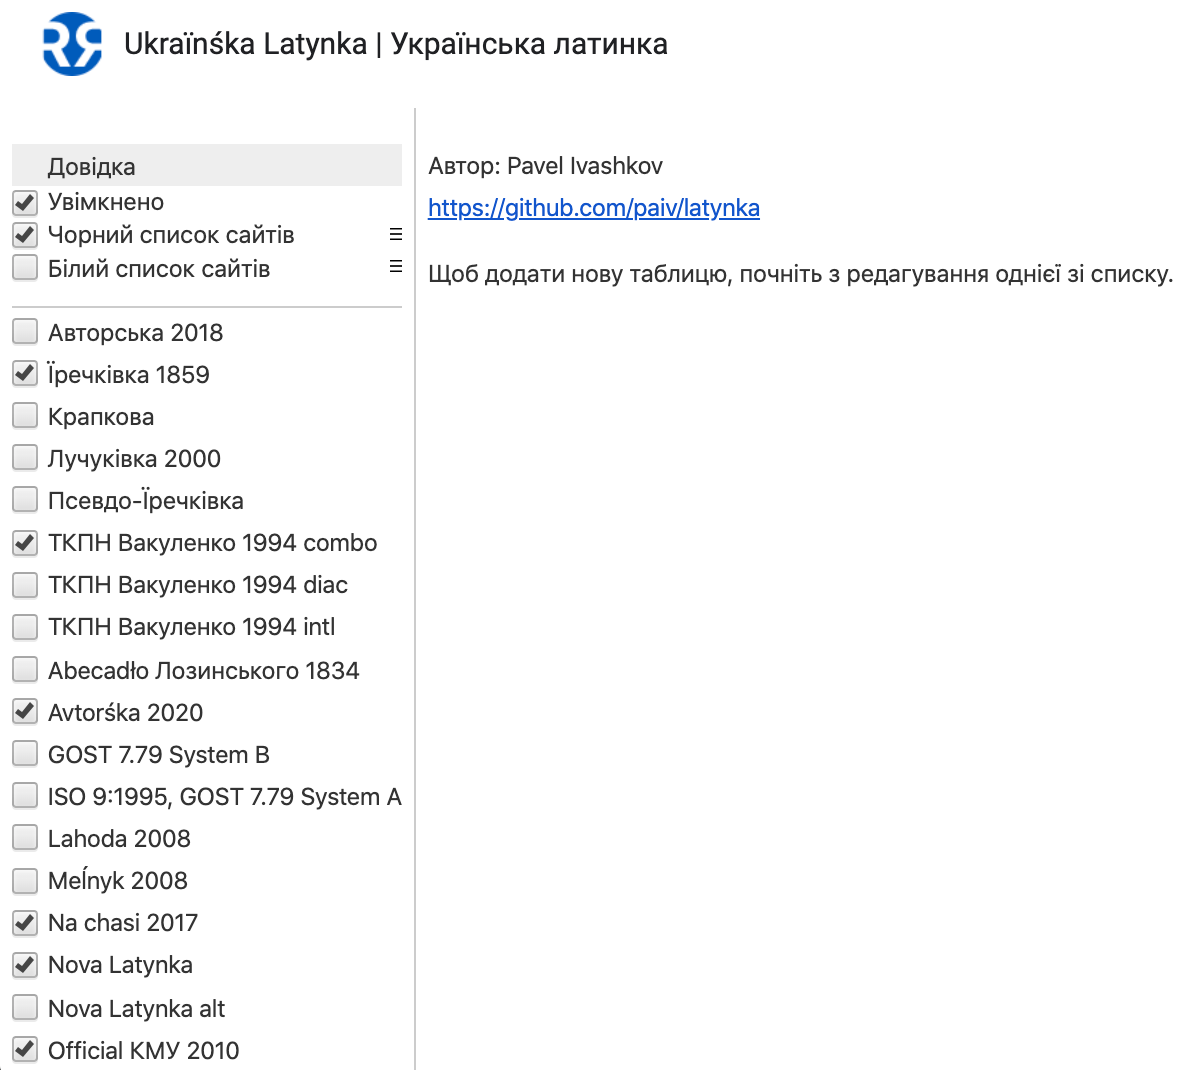 Ukraїnśka Latynka | Українська латинка
Довідка
Увімкнено
Чорний список сайтів
Білий список сайтів
Авторська 2018
Їречківка 1859
Крапкова
Лучуківка 2000
Псевдо-Їречківка
ТКПН Вакуленко 1994 combo
ТКПН Вакуленко 1994 diac
ТКПН Вакуленко 1994 intl
Abecadło Лозинського 1834
Avtorśka 2020
GOST 7.79 System B
ISO 9:1995, GOST 7.79 System A
Lahoda 2008
Meĺnyk 2008
Na chasi 2017
Nova Latynka
Nova Latynka alt
Official КМУ 2010
Автор: Pavel Ivashkov
https://github.com/paiv/latynka
Щоб додати нову таблицю, почніть з редагування однієї зі списку.